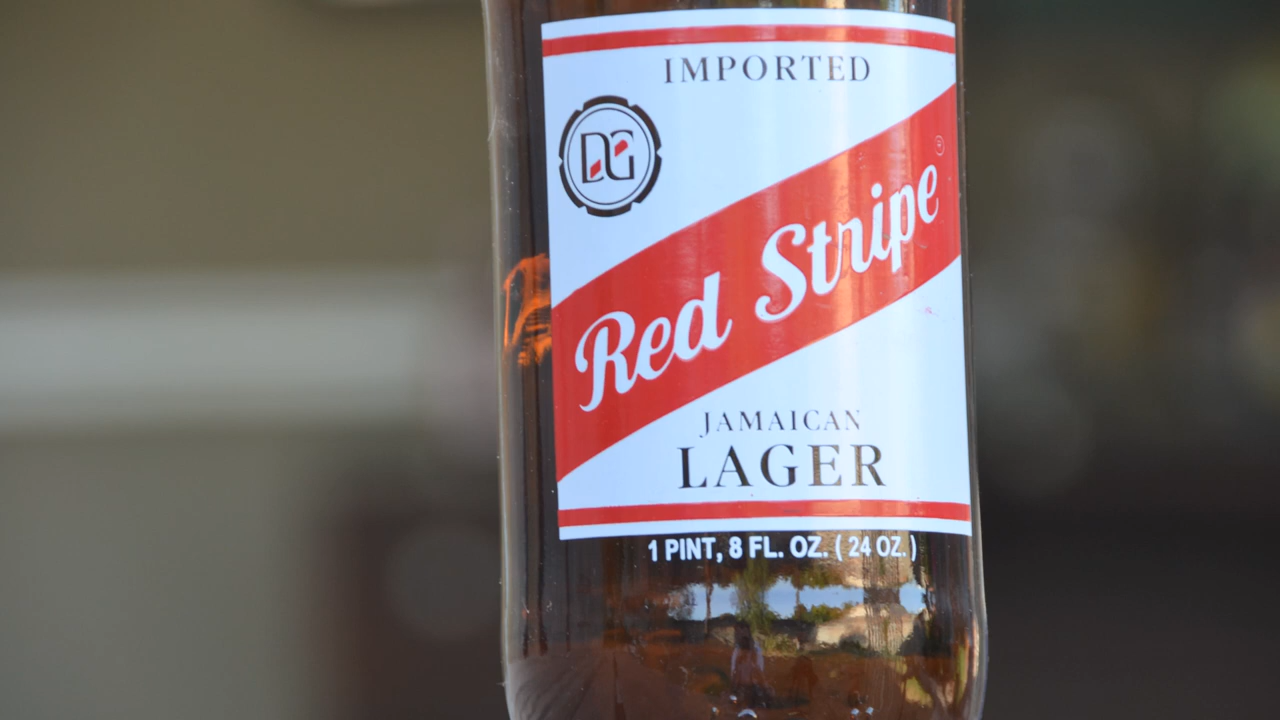 IMPORTED
DG
Red Stripe®
JAMAICAN
LAGER
1 PINT, 8 FL. OZ. ( 24 OZ. )